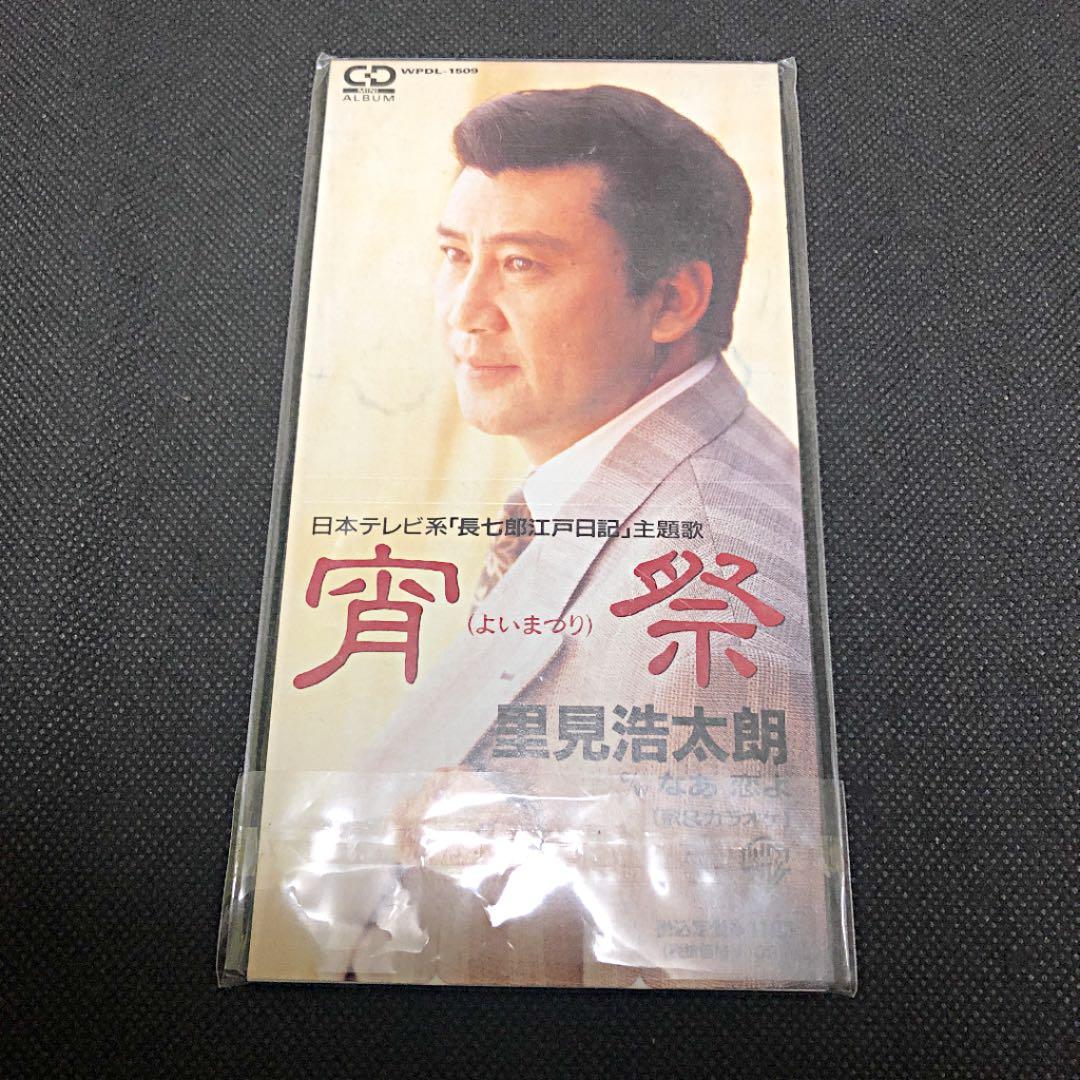 CD WPDL-1509
MINI
ALBUM
日本テレビ系「長七郎江戸日記」主題歌
宵祭
(よいまつり)
里見浩太朗
c/w なあ 恋よ